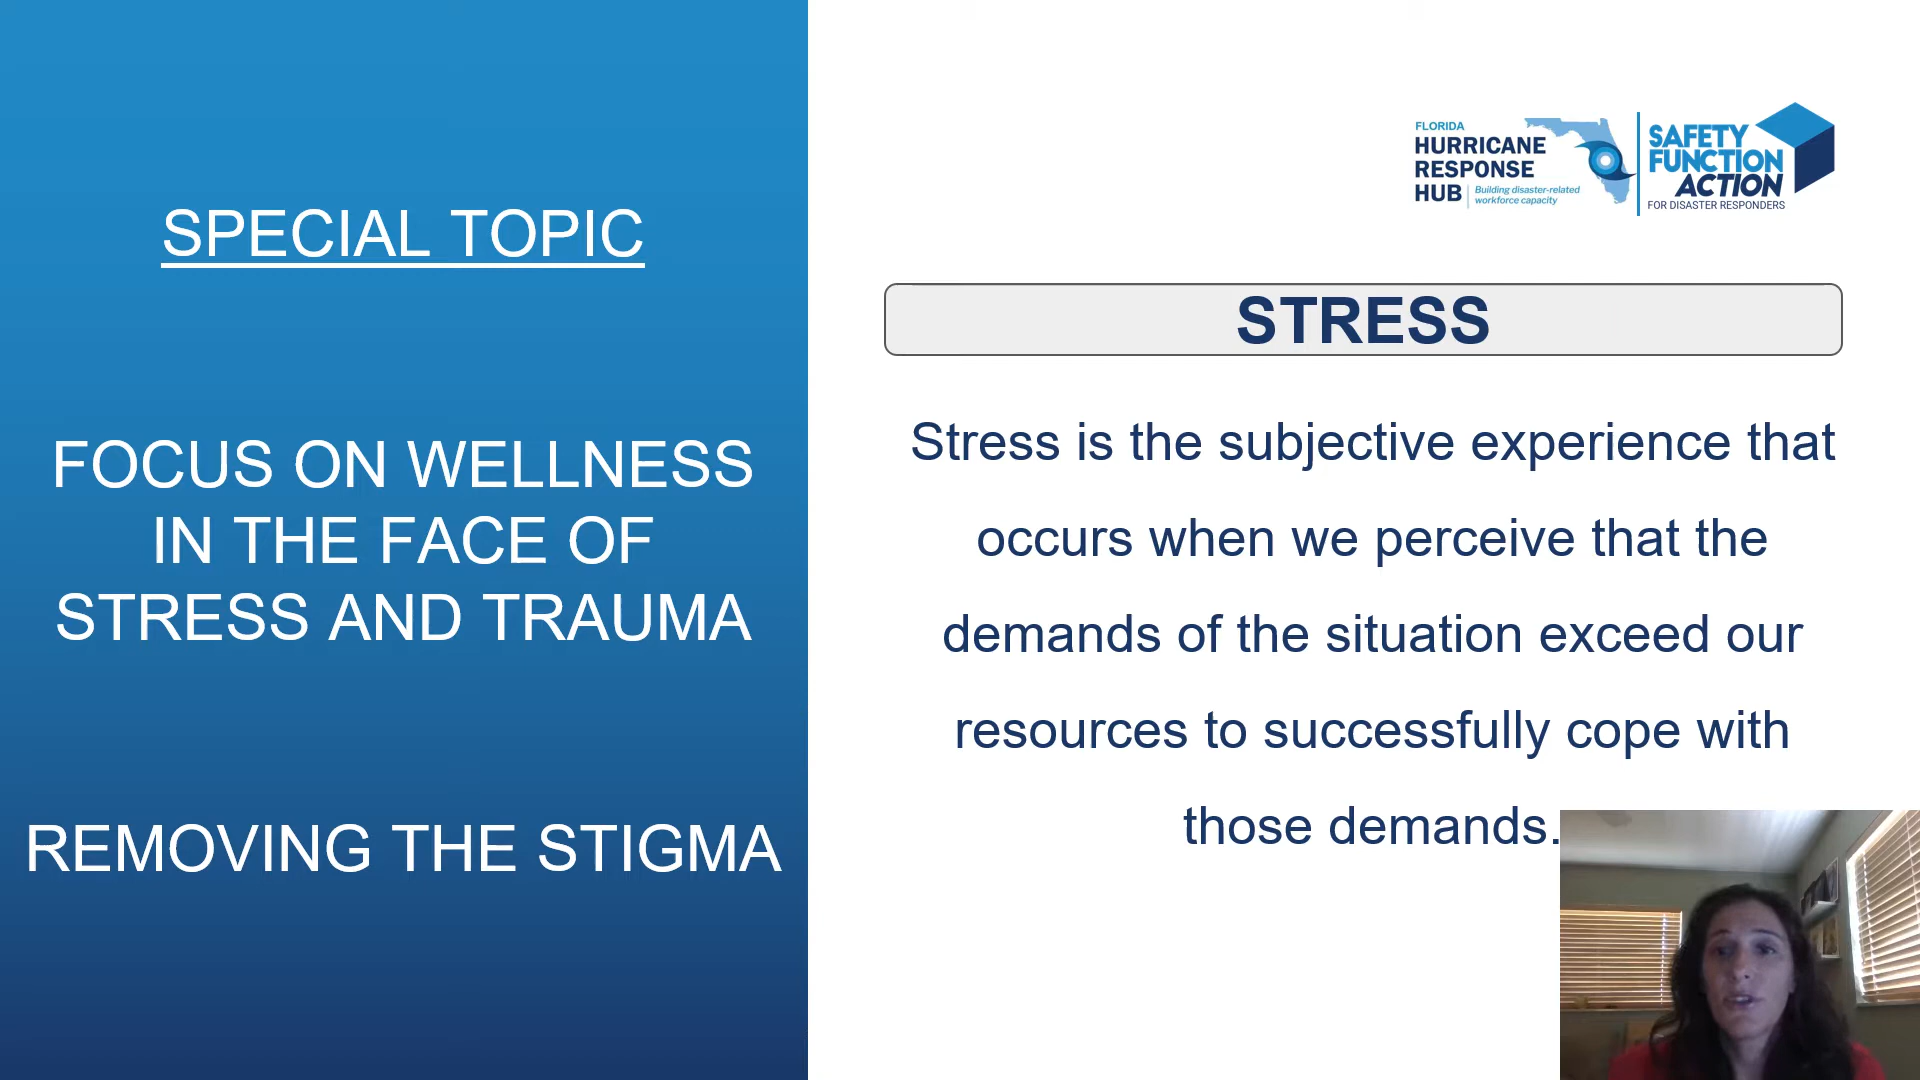 SPECIAL TOPIC
FOCUS ON WELLNESS
IN THE FACE OF
STRESS AND TRAUMA
REMOVING THE STIGMA
FLORIDA
HURRICANE
RESPONSE
HUB
Building disaster-related
workforce capacity
SAFETY
FUNCTION
ACTION
FOR DISASTER RESPONDERS
STRESS
Stress is the subjective experience that
occurs when we perceive that the
demands of the situation exceed our
resources to successfully cope with
those demands.